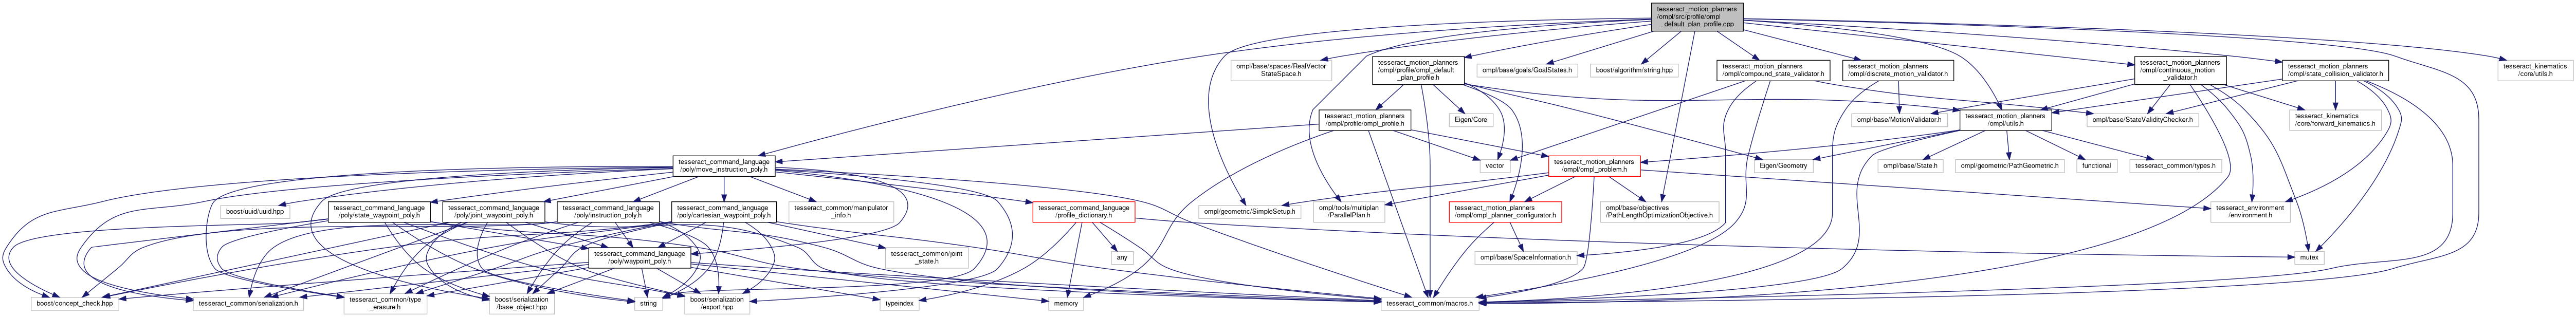 tesseract_motion_planners
/ompl/src/profile/ompl
_default_plan_profile.cpp
ompl/base/spaces/RealVector
StateSpace.h
tesseract_motion_planners
/ompl/profile/ompl_default
_plan_profile.h
ompl/base/goals/GoalStates.h
boost/algorithm/string.hpp
tesseract_motion_planners
/ompl/compound_state_validator.h
tesseract_motion_planners
/ompl/discrete_motion_validator.h
tesseract_motion_planners
/ompl/continuous_motion
_validator.h
tesseract_motion_planners
/ompl/state_collision_validator.h
tesseract_kinematics
/core/utils.h
tesseract_motion_planners
/ompl/profile/ompl_profile.h
Eigen/Core
ompl/base/MotionValidator.h
tesseract_motion_planners
/ompl/utils.h
ompl/base/StateValidityChecker.h
tesseract_kinematics
/core/forward_kinematics.h
tesseract_command_language
/poly/move_instruction_poly.h
vector
tesseract_motion_planners
/ompl/ompl_problem.h
Eigen/Geometry
ompl/base/State.h
ompl/geometric/PathGeometric.h
functional
tesseract_common/types.h
boost/uuid/uuid.hpp
tesseract_command_language
/poly/state_waypoint_poly.h
tesseract_command_language
/poly/joint_waypoint_poly.h
tesseract_command_language
/poly/instruction_poly.h
tesseract_command_language
/poly/cartesian_waypoint_poly.h
tesseract_common/manipulator
_info.h
tesseract_command_language
/profile_dictionary.h
ompl/geometric/SimpleSetup.h
ompl/tools/multiplan
/ParallelPlan.h
tesseract_motion_planners
/ompl/ompl_planner_configurator.h
ompl/base/objectives
/PathLengthOptimizationObjective.h
tesseract_environment
/environment.h
tesseract_command_language
/poly/waypoint_poly.h
tesseract_common/joint
_state.h
any
ompl/base/SpaceInformation.h
mutex
boost/concept_check.hpp
tesseract_common/serialization.h
tesseract_common/type
_erasure.h
boost/serialization
/base_object.hpp
string
boost/serialization
/export.hpp
typeindex
memory
tesseract_common/macros.h